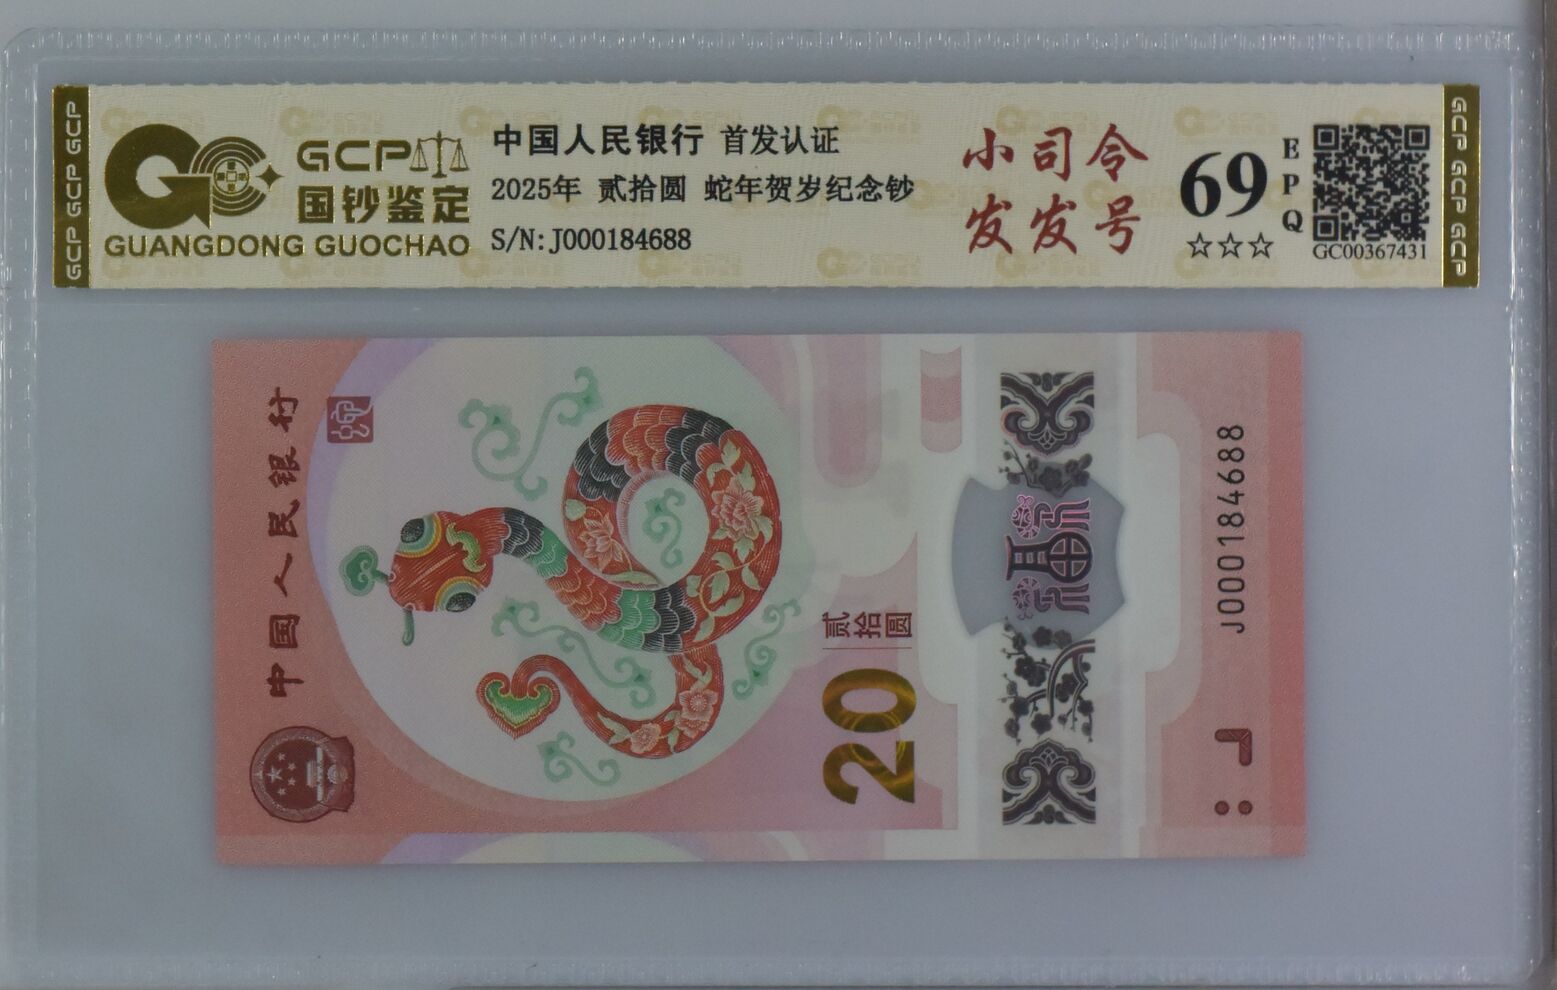 GCP GCP GCP
GCP
国钞鉴定
GUANGDONG GUOCHAO
中国人民银行 首发认证
2025年 贰拾圆 蛇年贺岁纪念钞
S/N:J000184688
小司令
发发号
69
EPQ
☆☆☆
GC00367431
GCP GCP GCP
中国人民银行
贰拾圆
20
福
J000184688